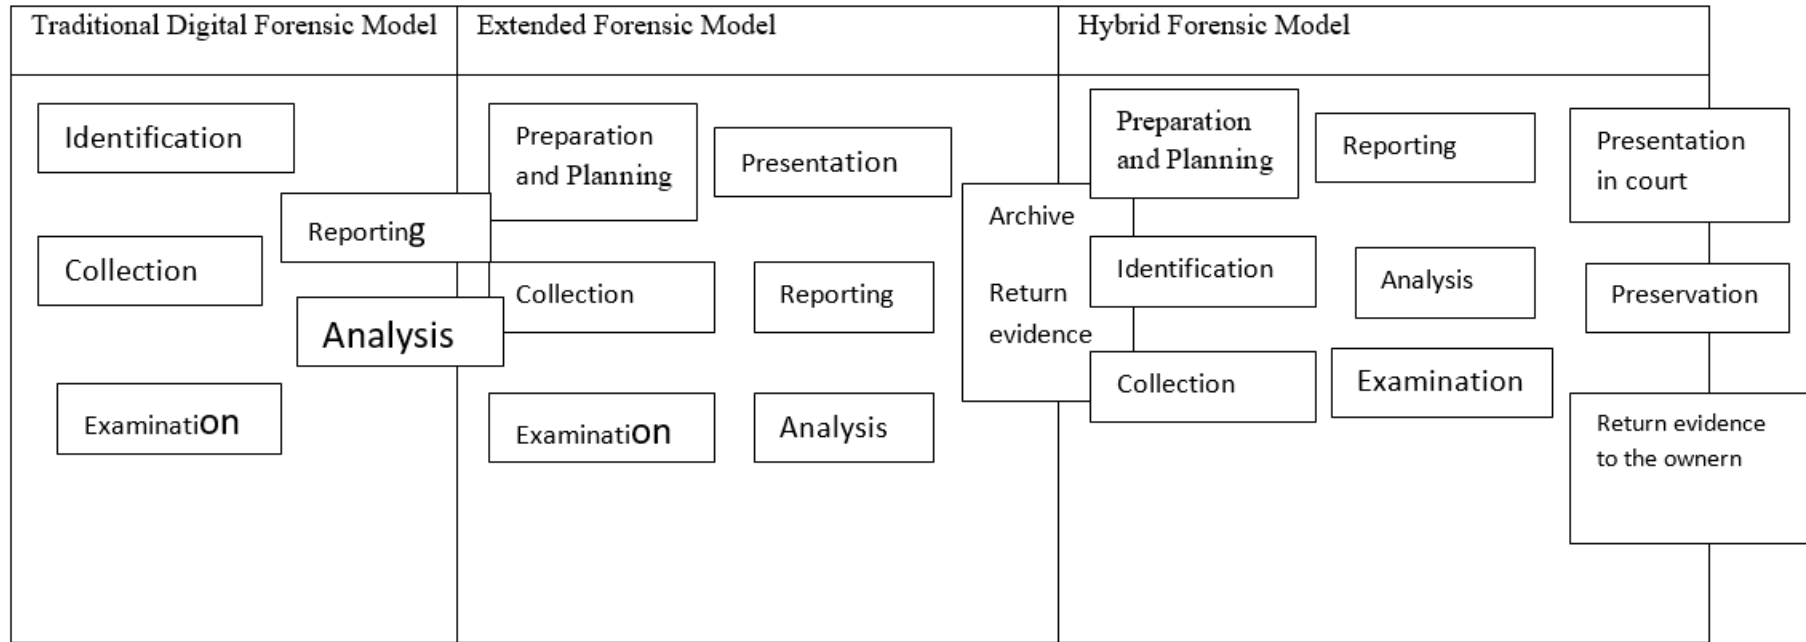 Traditional Digital Forensic Model
Extended Forensic Model
Hybrid Forensic Model
Identification
Reporting
Collection
Analysis
Examination
Preparation
and Planning
Presentation
Collection
Reporting
Examination
Analysis
Archive
Return
evidence
Preparation
and Planning
Reporting
Presentation
in court
Identification
Analysis
Preservation
Collection
Examination
Return evidence
to the ownern